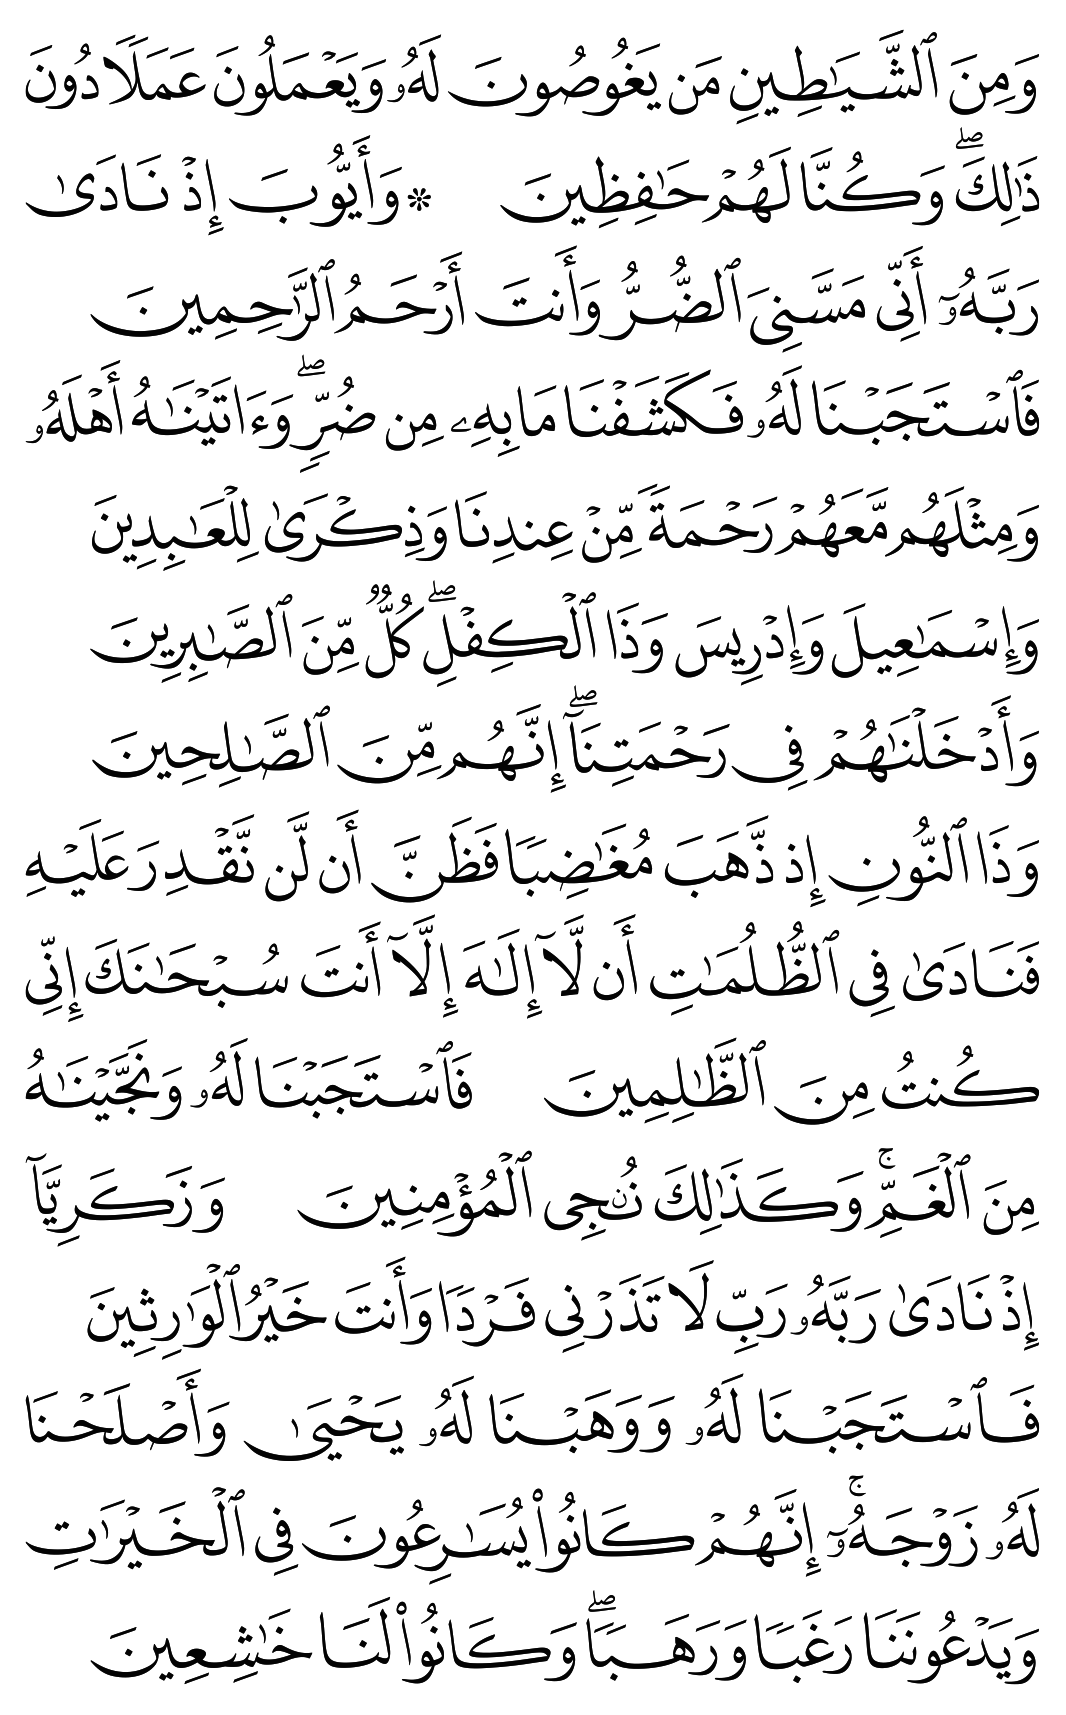 وَمِنَ ٱلشَّيَٰطِينِ مَن يَغُوصُونَ لَهُۥ وَيَعْمَلُونَ عَمَلًا دُونَ
ذَٰلِكَۖ وَكُنَّا لَهُمْ حَٰفِظِينَ ۞ وَأَيُّوبَ إِذْ نَادَىٰ
رَبَّهُۥٓ أَنِّى مَسَّنِىَ ٱلضُّرُّ وَأَنتَ أَرْحَمُ ٱلرَّٰحِمِينَ
فَٱسْتَجَبْنَا لَهُۥ فَكَشَفْنَا مَا بِهِۦ مِن ضُرٍّۖ وَءَاتَيْنَٰهُ أَهْلَهُۥ
وَمِثْلَهُم مَّعَهُمْ رَحْمَةً مِّنْ عِندِنَا وَذِكْرَىٰ لِلْعَٰبِدِينَ
وَإِسْمَٰعِيلَ وَإِدْرِيسَ وَذَا ٱلْكِفْلِۖ كُلٌّ مِّنَ ٱلصَّٰبِرِينَ
وَأَدْخَلْنَٰهُمْ فِى رَحْمَتِنَآۖ إِنَّهُم مِّنَ ٱلصَّٰلِحِينَ
وَذَا ٱلنُّونِ إِذ ذَّهَبَ مُغَٰضِبًا فَظَنَّ أَن لَّن نَّقْدِرَ عَلَيْهِ
فَنَادَىٰ فِى ٱلظُّلُمَٰتِ أَن لَّآ إِلَٰهَ إِلَّآ أَنتَ سُبْحَٰنَكَ إِنِّى
كُنتُ مِنَ ٱلظَّٰلِمِينَ فَٱسْتَجَبْنَا لَهُۥ وَنَجَّيْنَٰهُ
مِنَ ٱلْغَمِّۚ وَكَذَٰلِكَ نُۨجِى ٱلْمُؤْمِنِينَ وَزَكَرِيَّآ
إِذْ نَادَىٰ رَبَّهُۥ رَبِّ لَا تَذَرْنِى فَرْدًا وَأَنتَ خَيْرُ ٱلْوَٰرِثِينَ
فَٱسْتَجَبْنَا لَهُۥ وَوَهَبْنَا لَهُۥ يَحْيَىٰ وَأَصْلَحْنَا
لَهُۥ زَوْجَهُۥٓۚ إِنَّهُمْ كَانُوا۟ يُسَٰرِعُونَ فِى ٱلْخَيْرَٰتِ
وَيَدْعُونَنَا رَغَبًا وَرَهَبًاۖ وَكَانُوا۟ لَنَا خَٰشِعِينَ